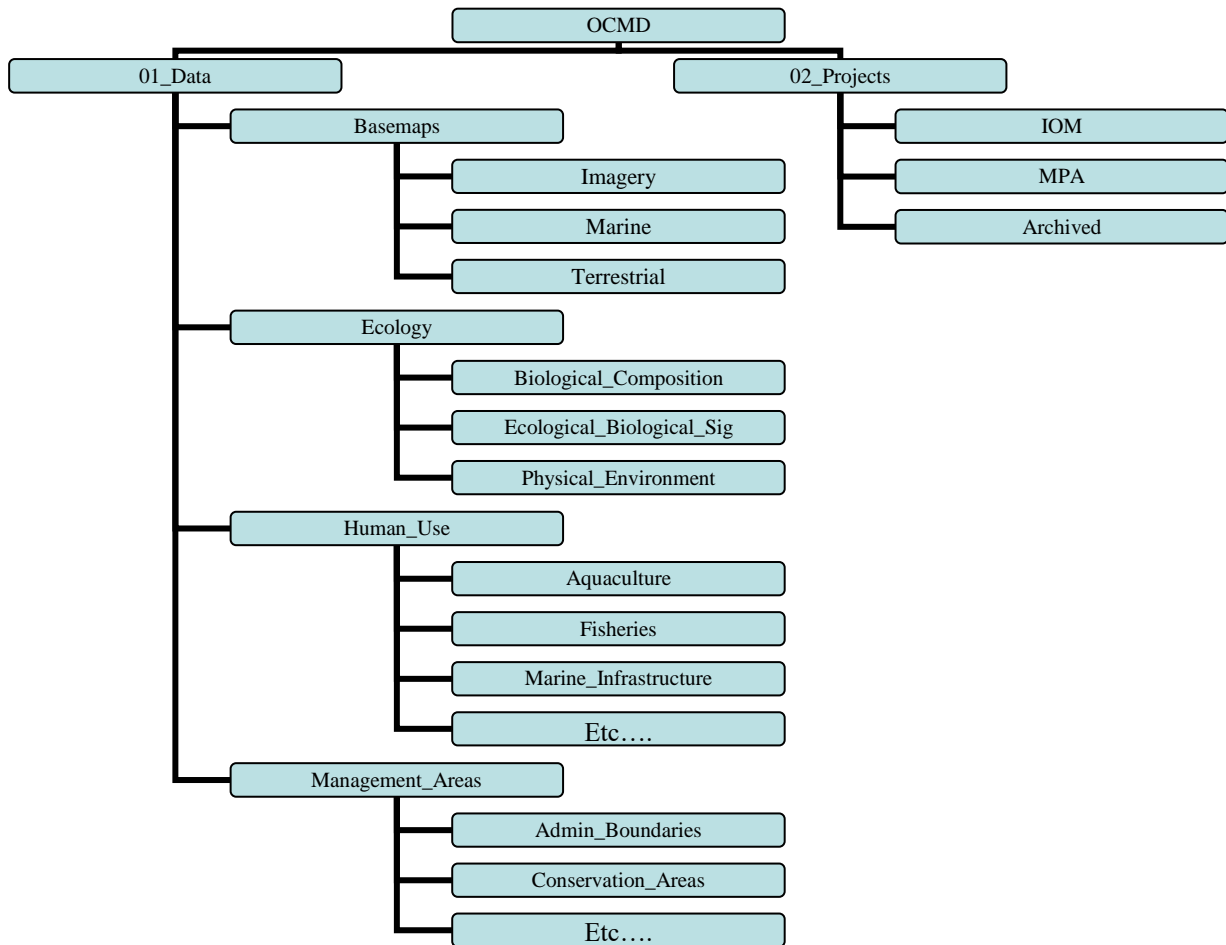 OCMD
01_Data
02_Projects
Basemaps
IOM
Imagery
MPA
Marine
Archived
Terrestrial
Ecology
Biological_Composition
Ecological_Biological_Sig
Physical_Environment
Human_Use
Aquaculture
Fisheries
Marine_Infrastructure
Etc….
Management_Areas
Admin_Boundaries
Conservation_Areas
Etc….